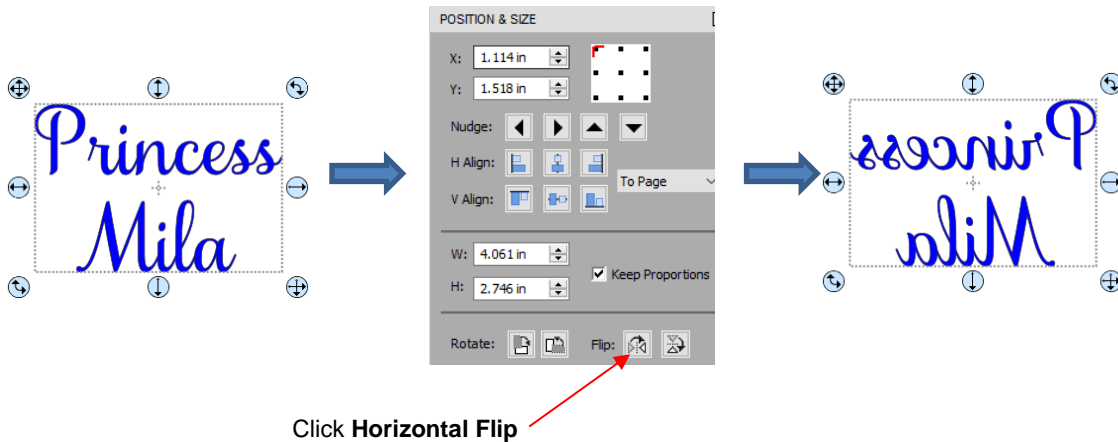 POSITION & SIZE
X: 1.114 in
Y: 1.518 in
Nudge:
H Align:
To Page
V Align:
W: 4.061 in
Keep Proportions
H: 2.746 in
Rotate: Flip:
Princess
Mila
Princess
Mila
Click Horizontal Flip